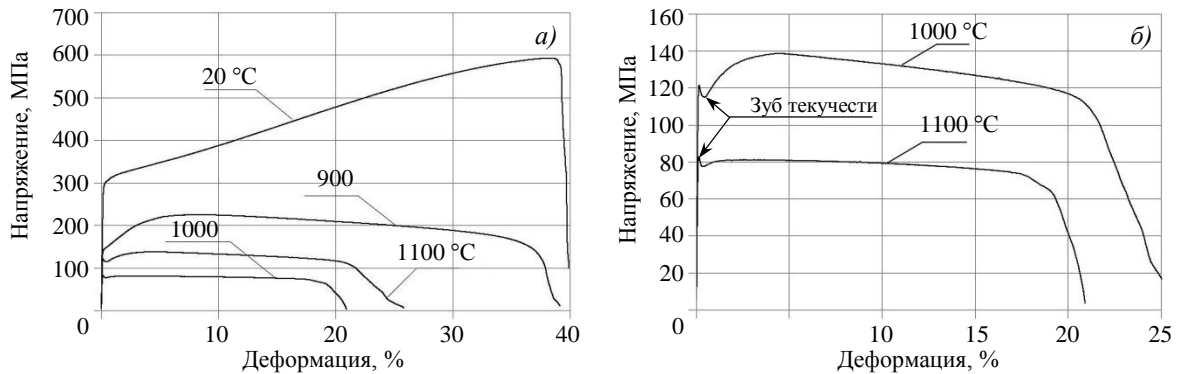 700
600
500
400
300
200
100
0
10
20
30
40
Напряжение, МПа
Деформация, %
а)
20 °С
900
1000
1100 °С
160
140
120
100
80
60
40
20
0
10
15
20
25
Напряжение, МПа
Деформация, %
б)
1000 °С
Зуб текучести
1100 °С